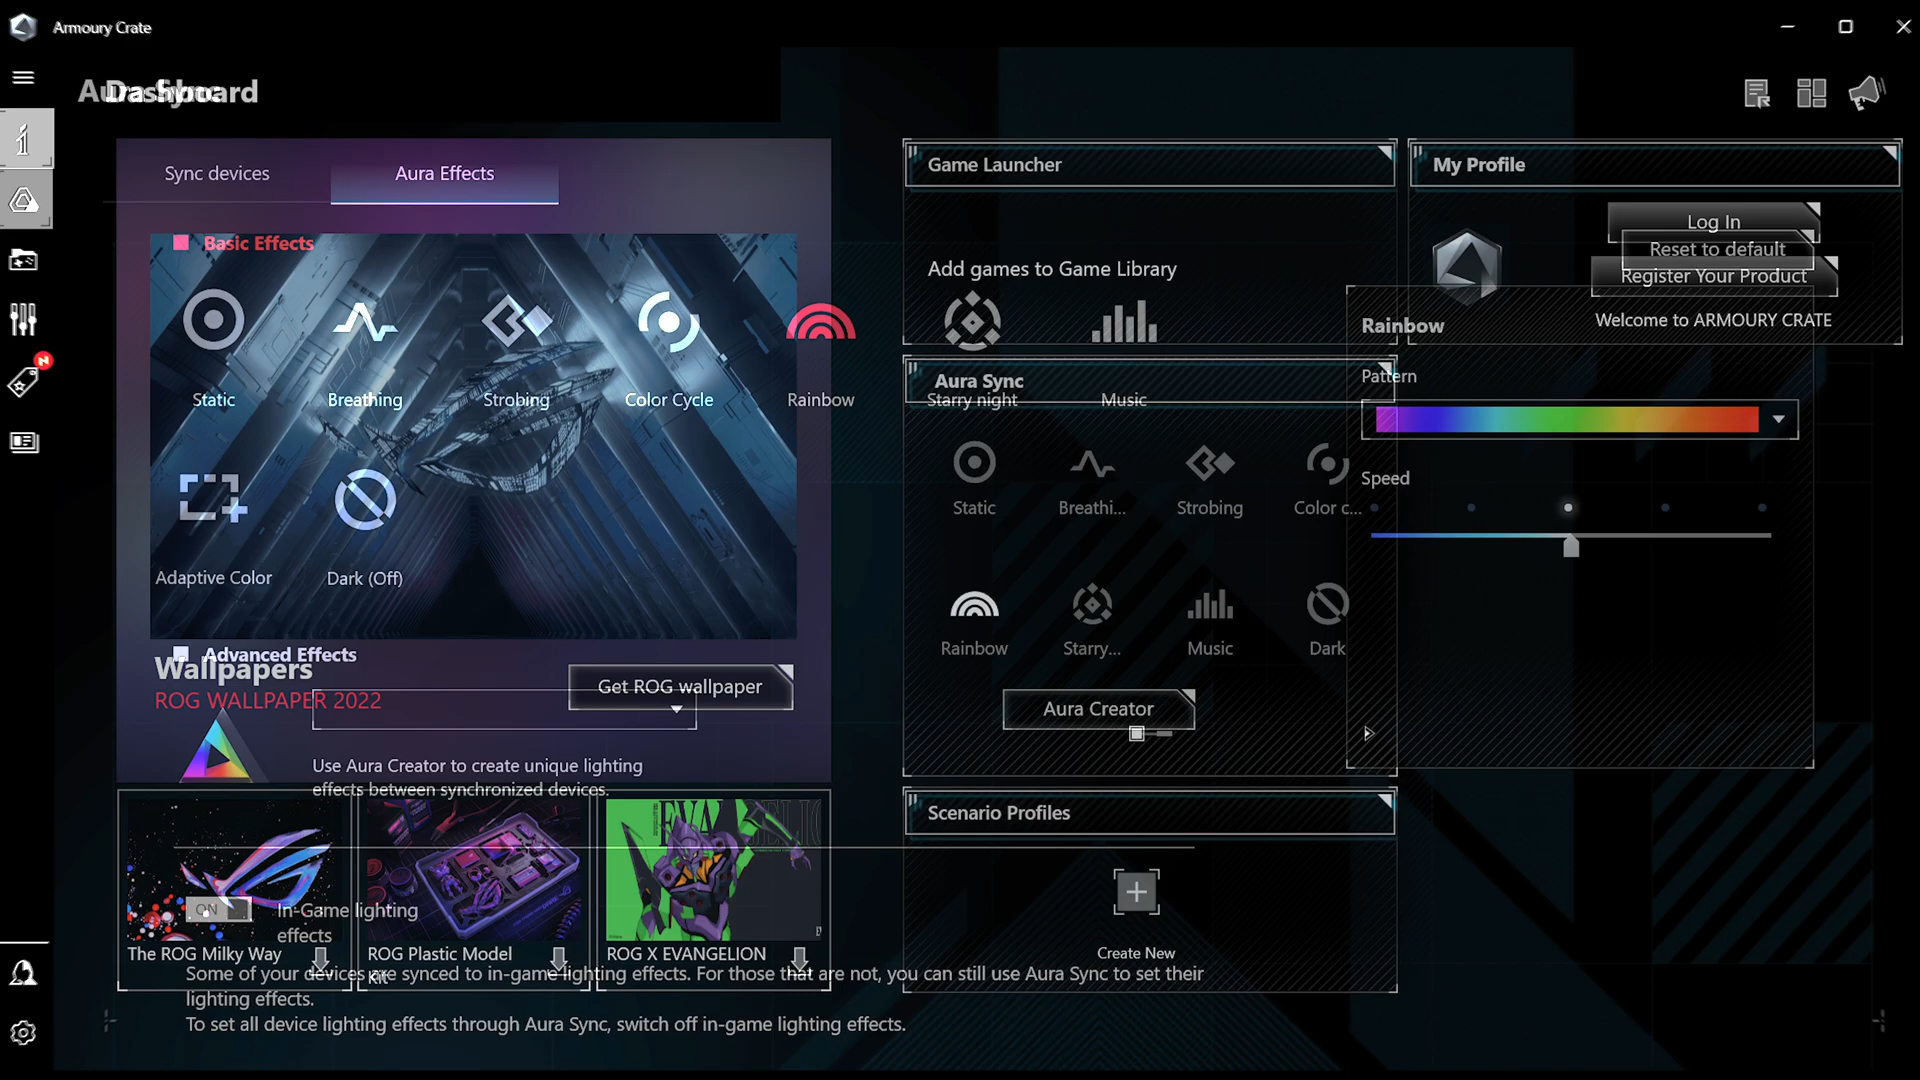 Armoury Crate
Aura Sync
Dashboard
Sync devices
Aura Effects
Basic Effects
Static
Breathing
Strobing
Color Cycle
Rainbow
Starry night
Music
Adaptive Color
Dark (Off)
Advanced Effects
Wallpapers
ROG WALLPAPER 2022
Get ROG wallpaper
Use Aura Creator to create unique lighting
effects between synchronized devices.
ON
In-Game lighting
effects
The ROG Milky Way
ROG Plastic Model
Kit
EVA
ROG X EVANGELION
Some of your devices are synced to in-game lighting effects. For those that are not, you can still use Aura Sync to set their
lighting effects.
To set all device lighting effects through Aura Sync, switch off in-game lighting effects.
Game Launcher
Add games to Game Library
Aura Sync
Static
Breathi...
Strobing
Color c...
Rainbow
Starry...
Music
Dark
Aura Creator
Scenario Profiles
Create New
My Profile
Log In
Reset to default
Register Your Product
Welcome to ARMOURY CRATE
Rainbow
Pattern
Speed
N